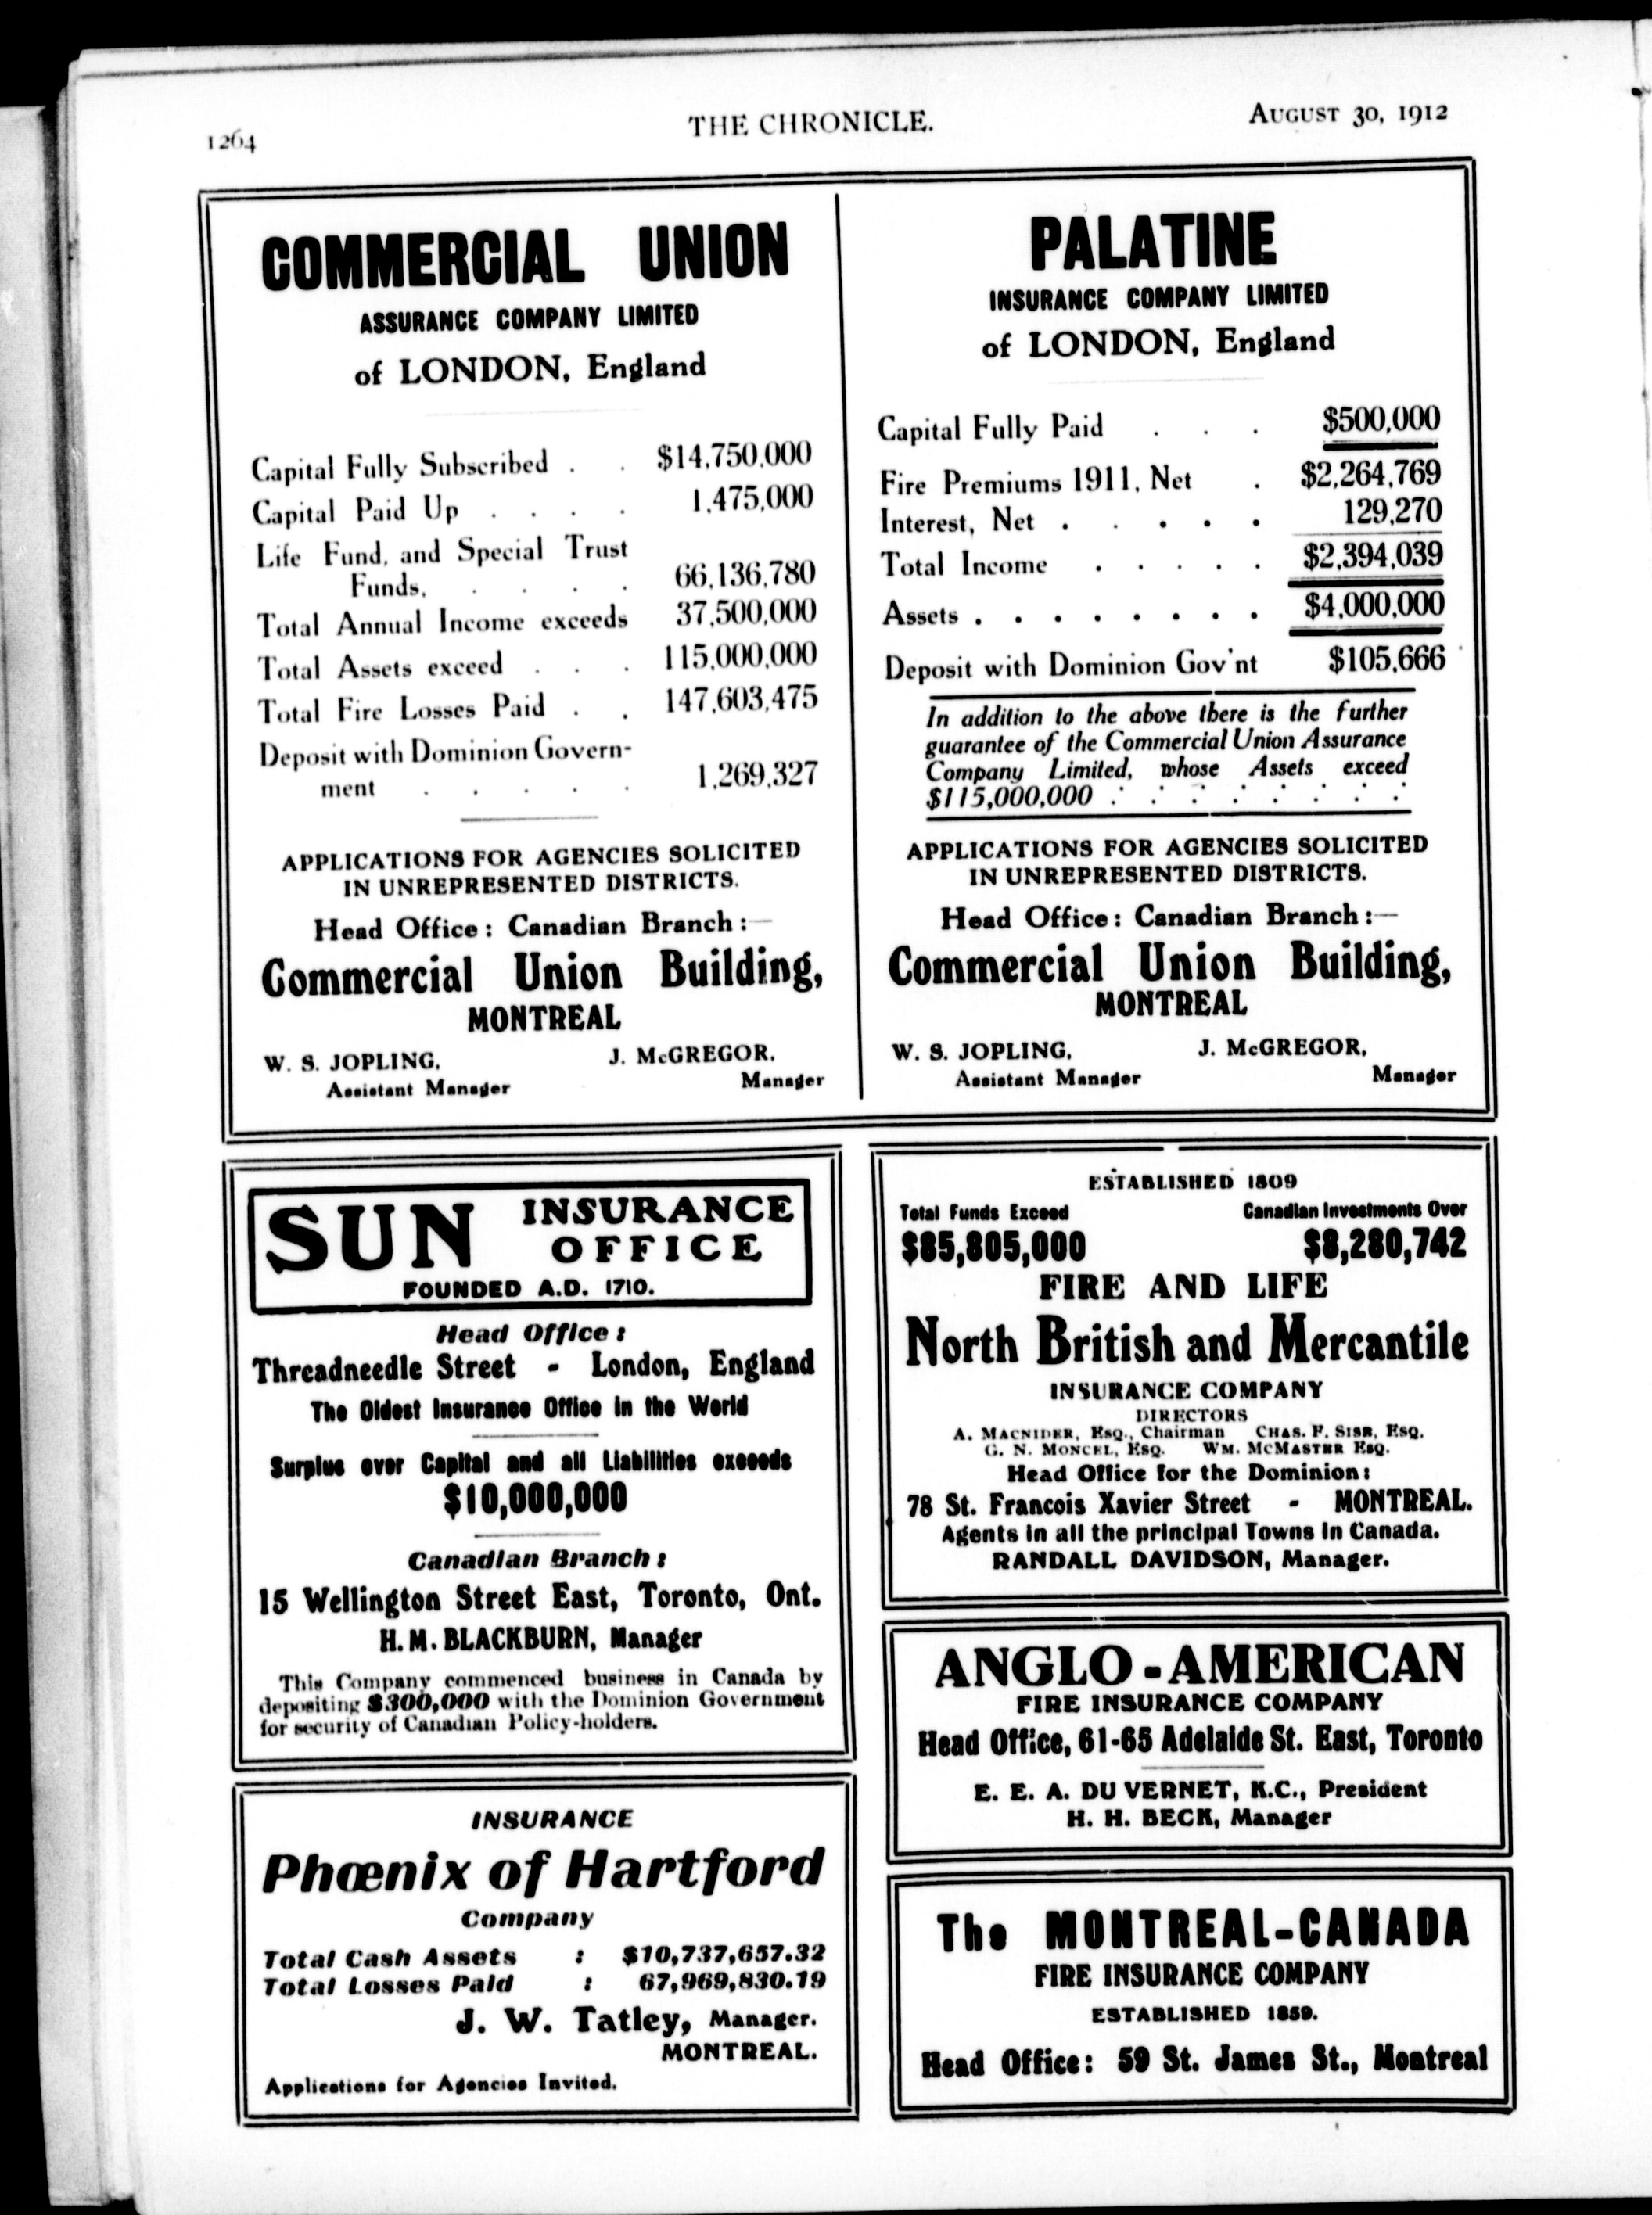 1264
THE CHRONICLE.
AUGUST 30, 1912
COMMERCIAL UNION
ASSURANCE COMPANY LIMITED
of LONDON, England
Capital Fully Subscribed . . $14,750,000
Capital Paid Up . . . . 1,475,000
Life Fund, and Special Trust
Funds, . . . . 66,136,780
Total Annual Income exceeds 37,500,000
Total Assets exceed . . . 115,000,000
Total Fire Losses Paid . . 147,603,475
Deposit with Dominion Govern-
ment . . . . . 1,269,327
APPLICATIONS FOR AGENCIES SOLICITED
IN UNREPRESENTED DISTRICTS.
Head Office: Canadian Branch:—
Commercial Union Building,
MONTREAL
W. S. JOPLING, J. McGREGOR,
Assistant Manager Manager
PALATINE
INSURANCE COMPANY LIMITED
of LONDON, England
Capital Fully Paid . . . $500,000
Fire Premiums 1911, Net . $2,264,769
Interest, Net . . . . . . 129,270
Total Income . . . . . $2,394,039
Assets . . . . . . . . $4,000,000
Deposit with Dominion Gov'nt $105,666
In addition to the above there is the further
guarantee of the Commercial Union Assurance
Company Limited, whose Assets exceed
$115,000,000 . : . : . : . : . : . : . :
APPLICATIONS FOR AGENCIES SOLICITED
IN UNREPRESENTED DISTRICTS.
Head Office: Canadian Branch:—
Commercial Union Building,
MONTREAL
W. S. JOPLING, J. McGREGOR,
Assistant Manager Manager
SUN INSURANCE
OFFICE
FOUNDED A.D. 1710.
Head Office:
Threadneedle Street - London, England
The Oldest Insurance Office in the World
Surplus over Capital and all Liabilities exceeds
$10,000,000
Canadian Branch:
15 Wellington Street East, Toronto, Ont.
H. M. BLACKBURN, Manager
This Company commenced business in Canada by
depositing $300,000 with the Dominion Government
for security of Canadian Policy-holders.
INSURANCE
Phœnix of Hartford
Company
Total Cash Assets : $10,737,657.32
Total Losses Paid : 67,969,830.19
J. W. Tatley, Manager.
MONTREAL.
Applications for Agencies Invited.
ESTABLISHED 1809
Total Funds Exceed Canadian Investments Over
$85,805,000 $8,280,742
FIRE AND LIFE
North British and Mercantile
INSURANCE COMPANY
DIRECTORS
A. MACNIDER, ESQ., Chairman CHAS. F. SISE, ESQ.
G. N. MONCEL, ESQ. WM. MCMASTER ESQ.
Head Office for the Dominion:
78 St. Francois Xavier Street - MONTREAL.
Agents in all the principal Towns in Canada.
RANDALL DAVIDSON, Manager.
ANGLO-AMERICAN
FIRE INSURANCE COMPANY
Head Office, 61-65 Adelaide St. East, Toronto
E. E. A. DU VERNET, K.C., President
H. H. BECK, Manager
The MONTREAL-CANADA
FIRE INSURANCE COMPANY
ESTABLISHED 1859.
Head Office: 59 St. James St., Montreal